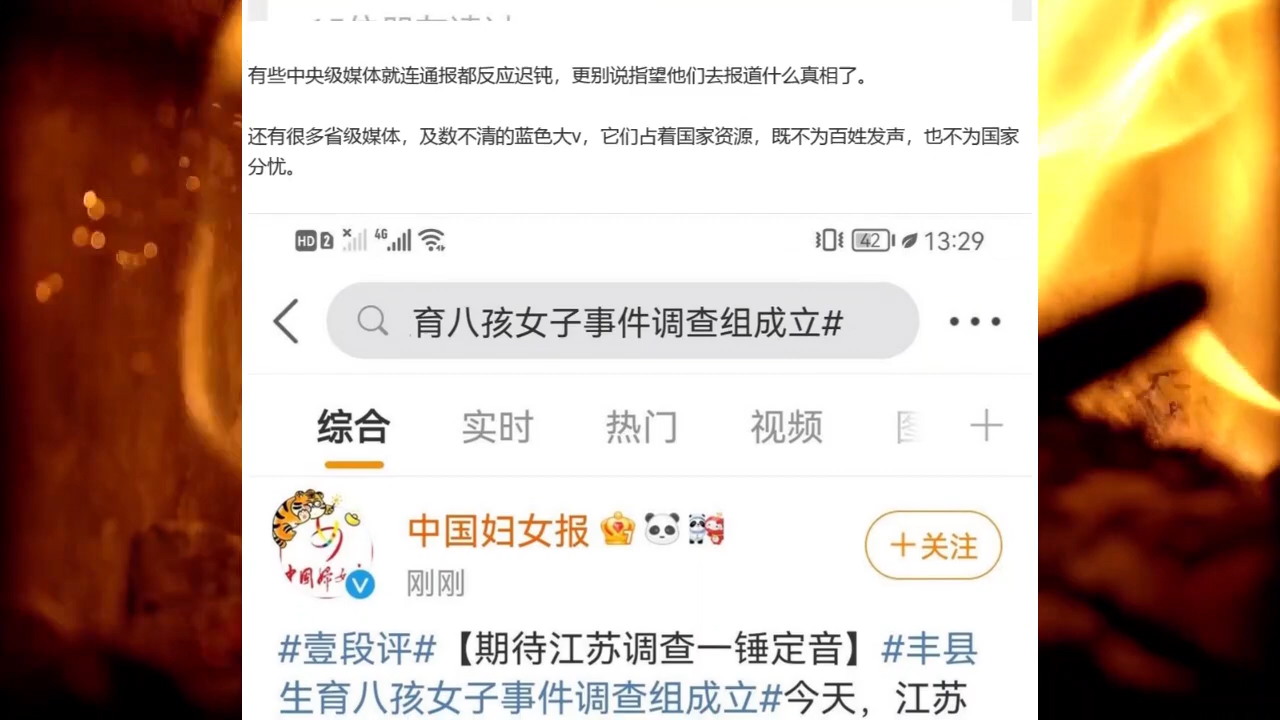 有些中央级媒体就连通报都反应迟钝，更别说指望他们去报道什么真相了。
还有很多省级媒体，及数不清的蓝色大v，它们占着国家资源，既不为百姓发声，也不为国家
分忧。
HD 2 4G 42 13:29
育八孩女子事件调查组成立#
综合 实时 热门 视频
中国妇女报
刚刚
+关注
#壹段评#【期待江苏调查一锤定音】#丰县
生育八孩女子事件调查组成立#今天，江苏